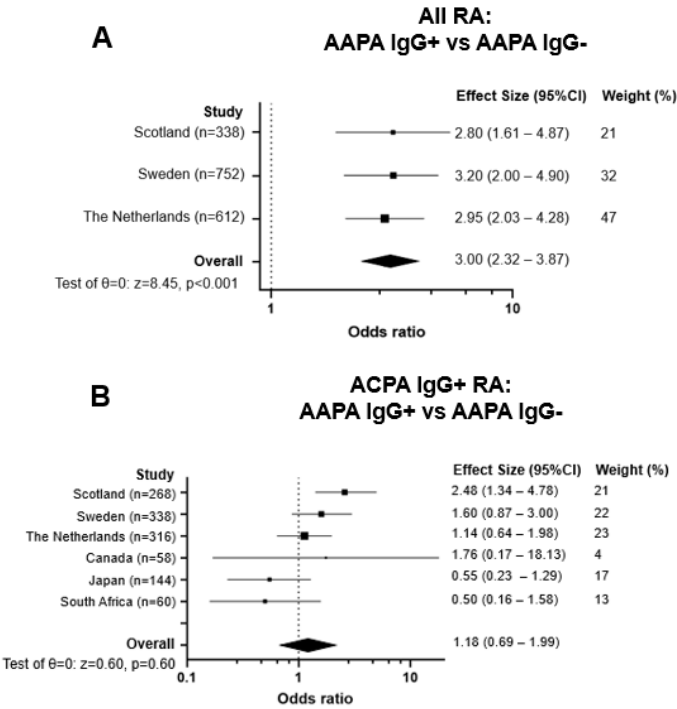 A
All RA:
AAPA IgG+ vs AAPA IgG-
Effect Size (95%CI) Weight (%)
Study
Scotland (n=338) 2.80 (1.61 – 4.87) 21
Sweden (n=752) 3.20 (2.00 – 4.90) 32
The Netherlands (n=612) 2.95 (2.03 – 4.28) 47
Overall 3.00 (2.32 – 3.87)
Test of θ=0: z=8.45, p<0.001
1 10
Odds ratio
B
ACPA IgG+ RA:
AAPA IgG+ vs AAPA IgG-
Effect Size (95%CI) Weight (%)
Study
Scotland (n=268) 2.48 (1.34 – 4.78) 21
Sweden (n=338) 1.60 (0.87 – 3.00) 22
The Netherlands (n=316) 1.14 (0.64 – 1.98) 23
Canada (n=58) 1.76 (0.17 – 18.13) 4
Japan (n=144) 0.55 (0.23 – 1.29) 17
South Africa (n=60) 0.50 (0.16 – 1.58) 13
Overall 1.18 (0.69 – 1.99)
Test of θ=0: z=0.60, p=0.60
0.1 1 10
Odds ratio